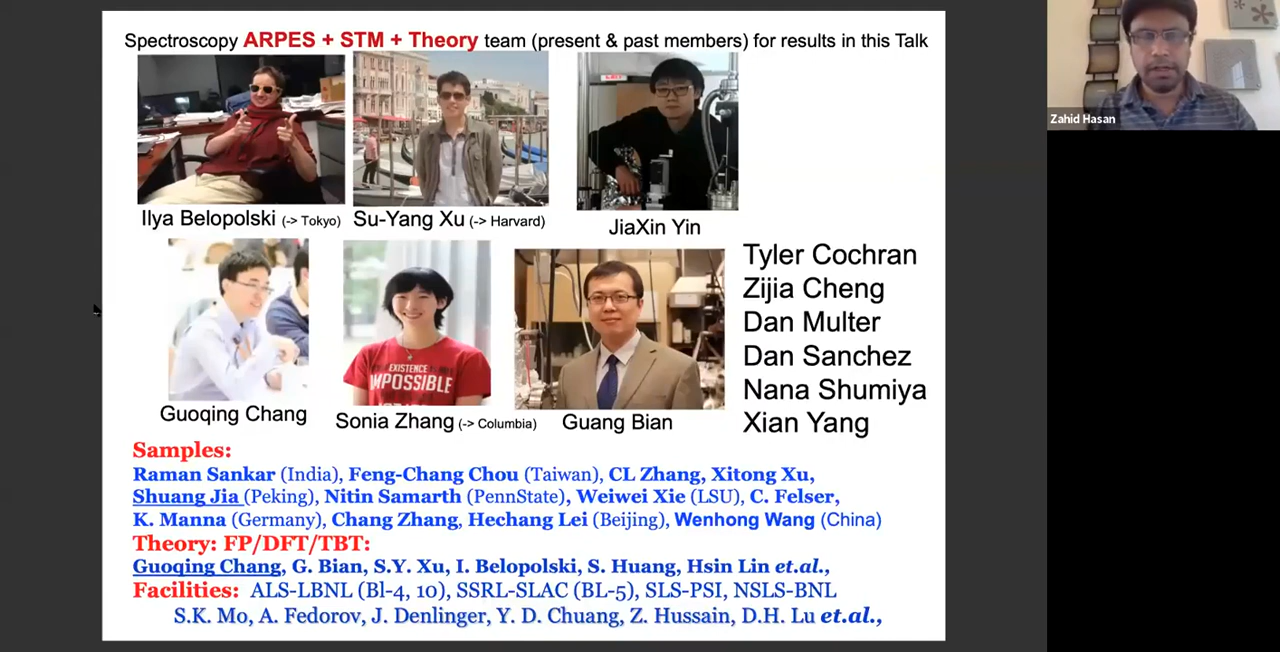 Spectroscopy ARPES + STM + Theory team (present & past members) for results in this Talk
Zahid Hasan
Ilya Belopolski (-> Tokyo)
Su-Yang Xu (-> Harvard)
JiaXin Yin
Tyler Cochran
Zijia Cheng
Dan Multer
Dan Sanchez
Nana Shumiya
Xian Yang
EXISTENCE
IMPOSSIBLE
Guoqing Chang
Sonia Zhang (-> Columbia)
Guang Bian
Samples:
Raman Sankar (India), Feng-Chang Chou (Taiwan), CL Zhang, Xitong Xu,
Shuang Jia (Peking), Nitin Samarth (PennState), Weiwei Xie (LSU), C. Felser,
K. Manna (Germany), Chang Zhang, Hechang Lei (Beijing), Wenhong Wang (China)
Theory: FP/DFT/TBT:
Guoqing Chang, G. Bian, S.Y. Xu, I. Belopolski, S. Huang, Hsin Lin et.al.,
Facilities: ALS-LBNL (Bl-4, 10), SSRL-SLAC (BL-5), SLS-PSI, NSLS-BNL
S.K. Mo, A. Fedorov, J. Denlinger, Y. D. Chuang, Z. Hussain, D.H. Lu et.al.,